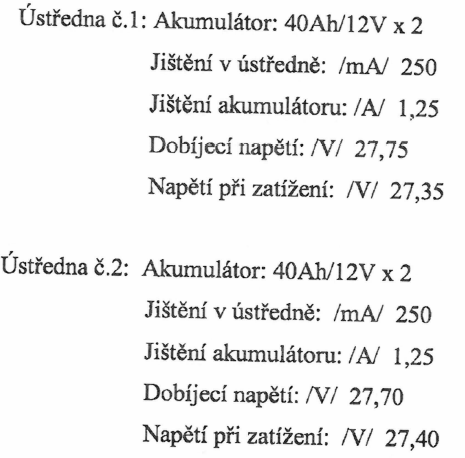 Ústředna č.1: Akumulátor: 40Ah/12V x 2
Jištění v ústředně: /mA/ 250
Jištění akumulátoru: /A/ 1,25
Dobíjecí napětí: /V/ 27,75
Napětí při zatížení: /V/ 27,35
Ústředna č.2: Akumulátor: 40Ah/12V x 2
Jištění v ústředně: /mA/ 250
Jištění akumulátoru: /A/ 1,25
Dobíjecí napětí: /V/ 27,70
Napětí při zatížení: /V/ 27,40